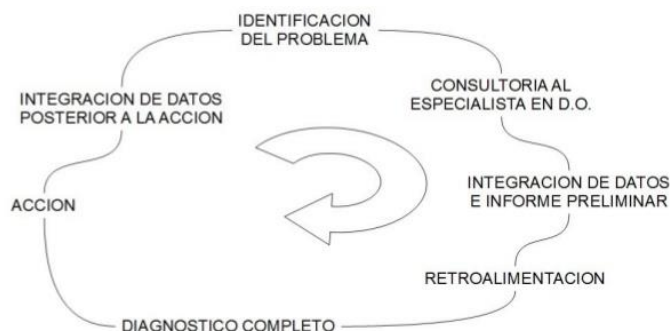 IDENTIFICACION
DEL PROBLEMA
CONSULTORIA AL
ESPECIALISTA EN D.O.
INTEGRACION DE DATOS
E INFORME PRELIMINAR
RETROALIMENTACION
DIAGNOSTICO COMPLETO
ACCION
INTEGRACION DE DATOS
POSTERIOR A LA ACCION